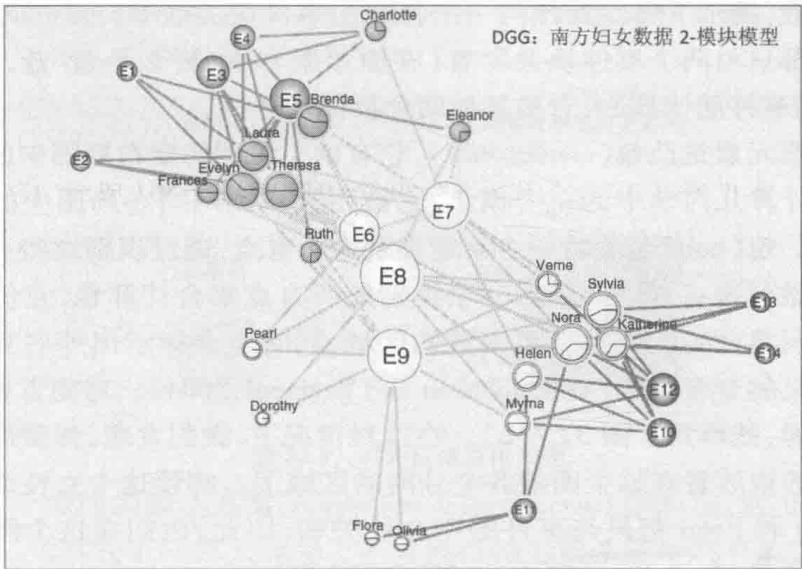 Charlotte
DGG：南方妇女数据 2-模块模型
E4
E1
E3
E5
Brenda
Eleanor
Laura
E2
Evelyn
Theresa
Frances
E7
E6
Ruth
E8
Verne
Sylvia
E13
Nora
Katherine
Pearl
E9
E14
Helen
E12
Dorothy
Myrna
E10
E11
Flora
Olivia